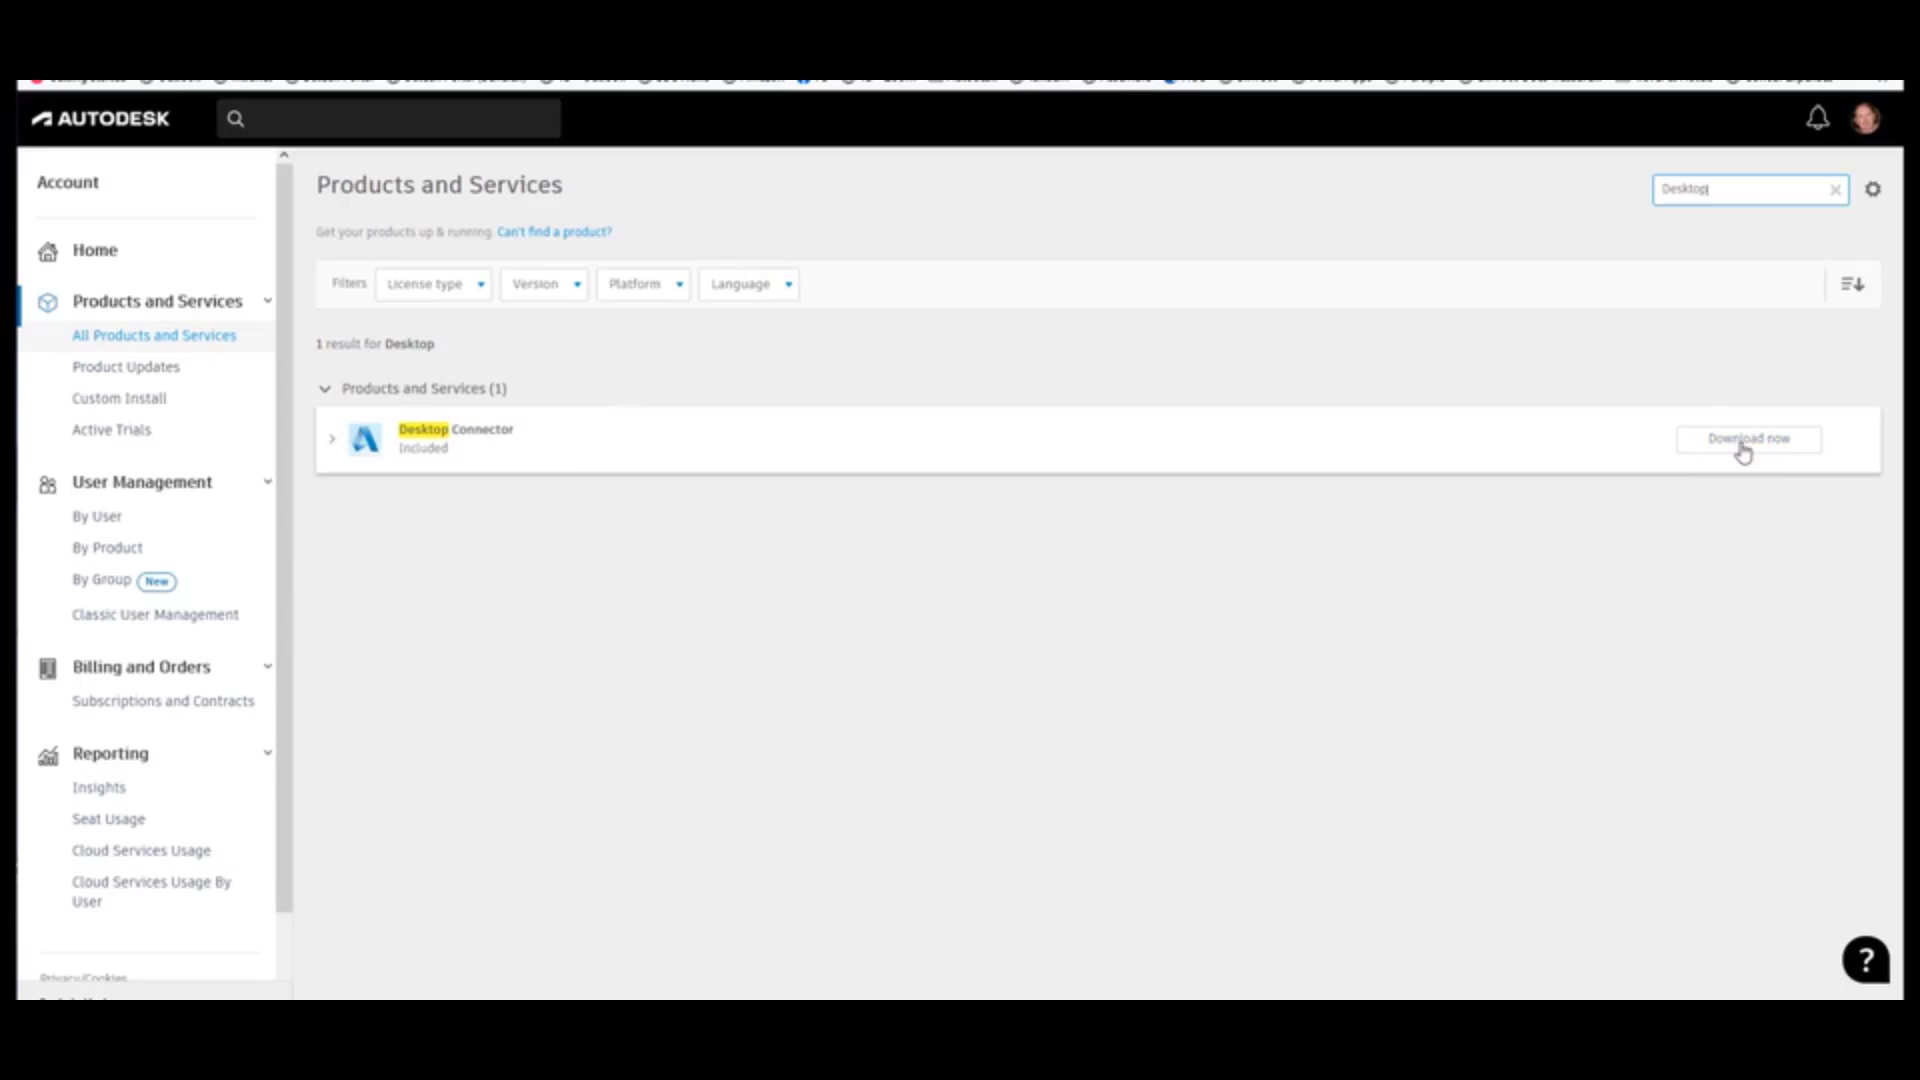 AUTODESK
Account
Home
Products and Services
All Products and Services
Product Updates
Custom Install
Active Trials
User Management
By User
By Product
By Group New
Classic User Management
Billing and Orders
Subscriptions and Contracts
Reporting
Insights
Seat Usage
Cloud Services Usage
Cloud Services Usage By
User
Privacy/Cookies
Products and Services
Desktop
Get your products up & running. Can't find a product?
Filters License type Version Platform Language
1 result for Desktop
Products and Services (1)
Desktop Connector
Included
Download now
?